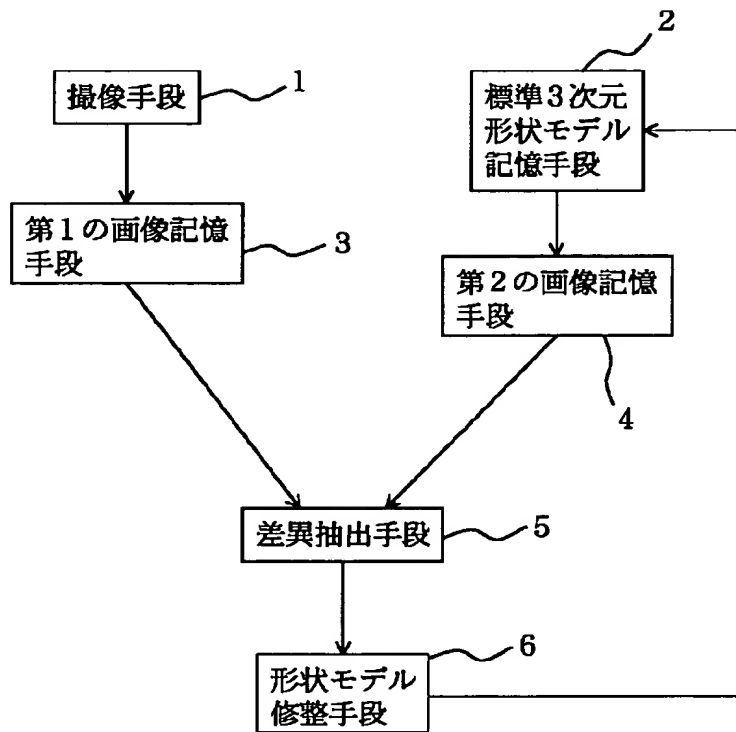 1
撮像手段
2
標準3次元
形状モデル
記憶手段
第1の画像記憶
手段
3
第2の画像記憶
手段
4
差異抽出手段
5
形状モデル
修整手段
6